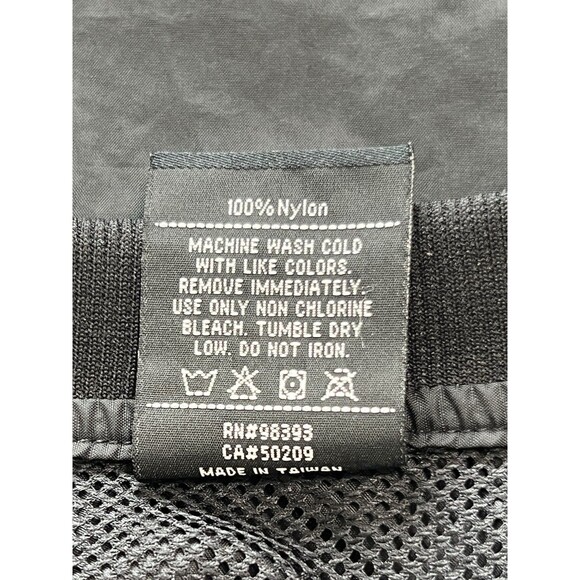 100% Nylon
MACHINE WASH COLD
WITH LIKE COLORS.
REMOVE IMMEDIATELY.
USE ONLY NON CHLORINE
BLEACH. TUMBLE DRY
LOW. DO NOT IRON.
RN#98393
CA#50209
MADE IN TAIWAN